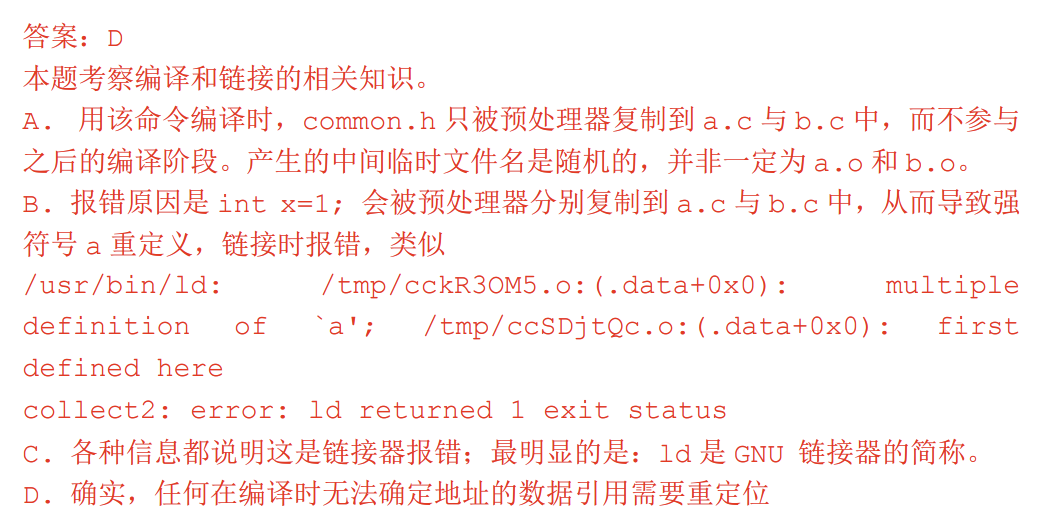 答案：D
本题考察编译和链接的相关知识。
A. 用该命令编译时，common.h 只被预处理器复制到 a.c 与 b.c 中，而不参与
之后的编译阶段。产生的中间临时文件名是随机的，并非一定为 a.o 和 b.o。
B. 报错原因是 int x=1; 会被预处理器分别复制到 a.c 与 b.c 中，从而导致强
符号 a 重定义，链接时报错，类似
/usr/bin/ld: /tmp/cckR3OM5.o:(.data+0x0): multiple
definition of `a'; /tmp/ccSDjtQc.o:(.data+0x0): first
defined here
collect2: error: ld returned 1 exit status
C. 各种信息都说明这是链接器报错；最明显的是：ld 是 GNU 链接器的简称。
D. 确实，任何在编译时无法确定地址的数据引用需要重定位